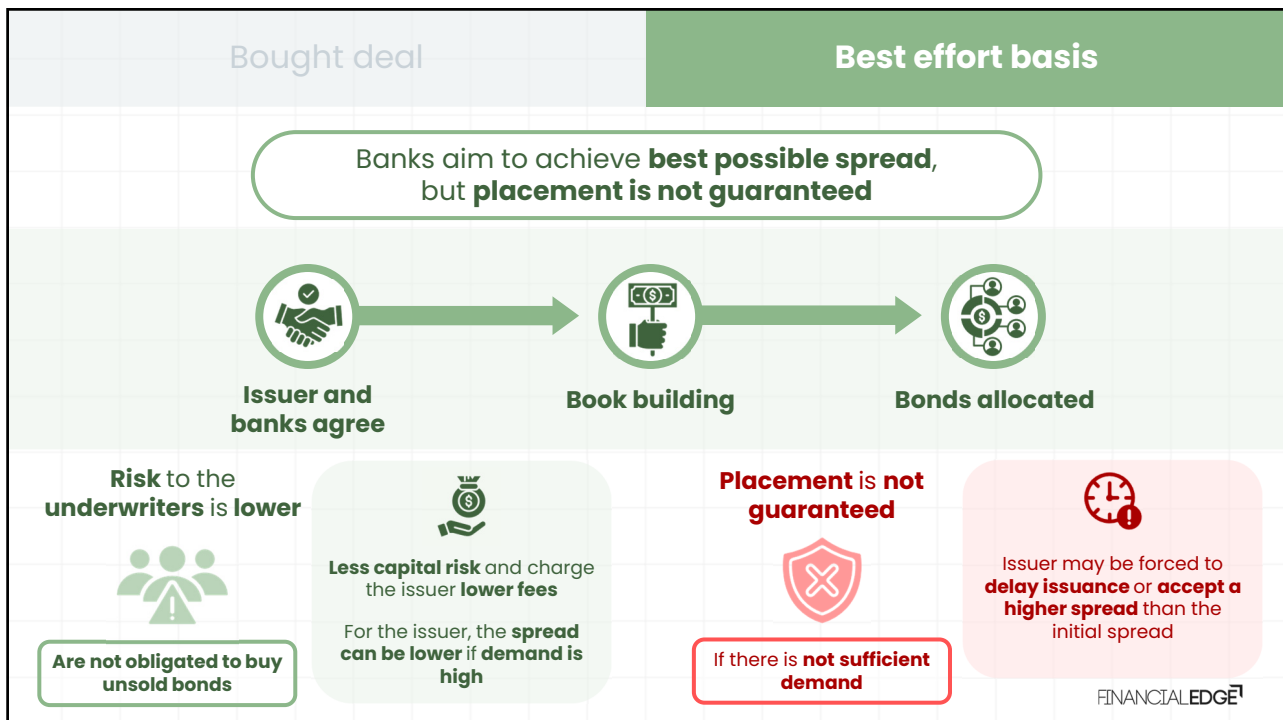 Bought deal
Best effort basis
Banks aim to achieve best possible spread,
but placement is not guaranteed
Issuer and
banks agree
Book building
Bonds allocated
Risk to the
underwriters is lower
Are not obligated to buy
unsold bonds
Less capital risk and charge
the issuer lower fees
For the issuer, the spread
can be lower if demand is
high
Placement is not
guaranteed
If there is not sufficient
demand
Issuer may be forced to
delay issuance or accept a
higher spread than the
initial spread
FINANCIALEDGE